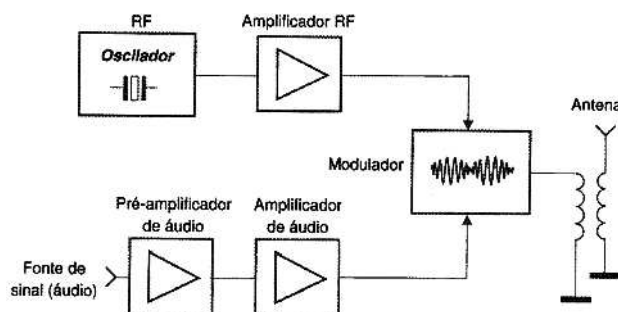 RF
Oscilador
Amplificador RF
Antena
Modulador
Pré-amplificador
de áudio
Amplificador
de áudio
Fonte de
sinal (áudio)